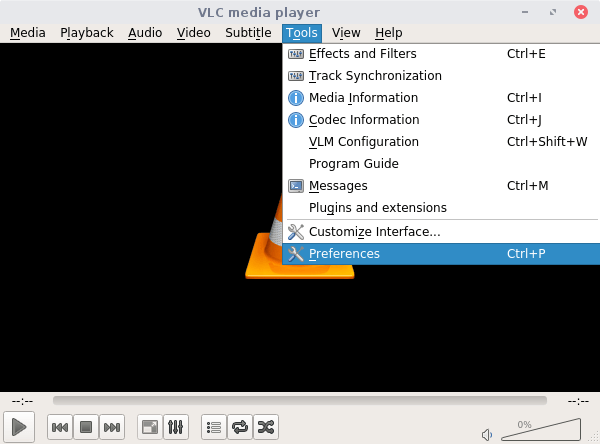 VLC media player
Media Playback Audio Video Subtitle Tools View Help
Effects and Filters Ctrl+E
Track Synchronization
Media Information Ctrl+I
Codec Information Ctrl+J
VLM Configuration Ctrl+Shift+W
Program Guide
Messages Ctrl+M
Plugins and extensions
Customize Interface...
Preferences Ctrl+P
--:-- --:--
0%